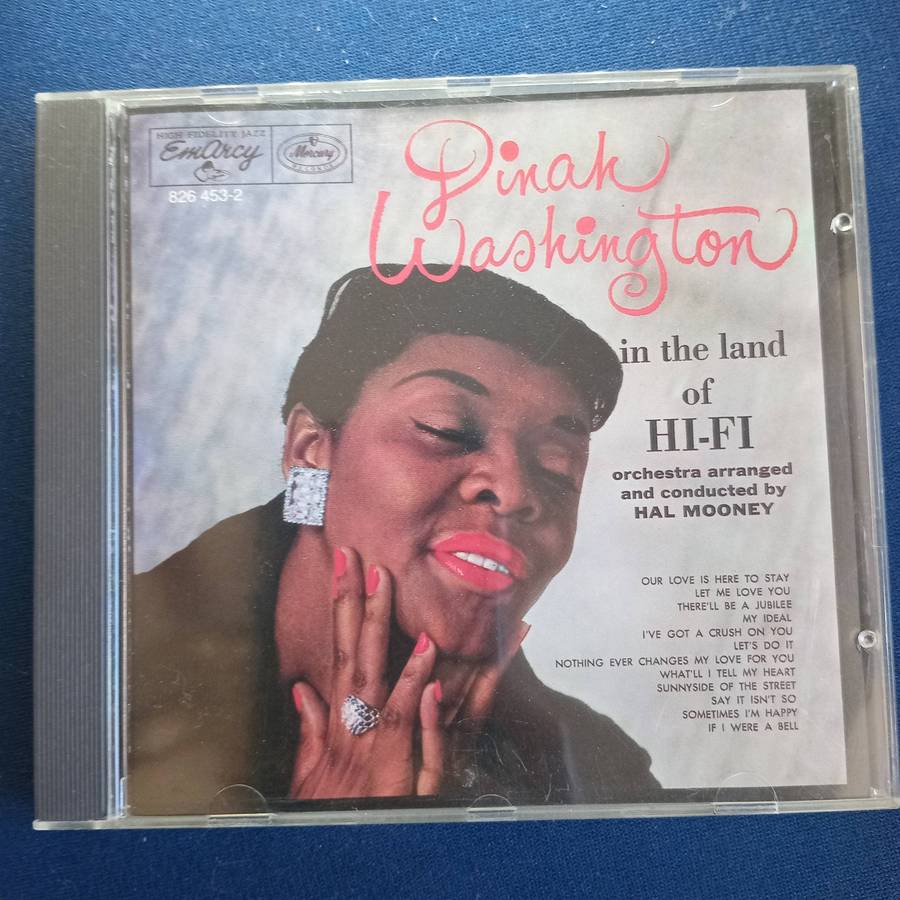 HIGH FIDELITY JAZZ
EmArcy
Mercury
RECORDS
826 453-2
Dinah
Washington
in the land
of
HI-FI
orchestra arranged
and conducted by
HAL MOONEY
OUR LOVE IS HERE TO STAY
LET ME LOVE YOU
THERE'LL BE A JUBILEE
MY IDEAL
I'VE GOT A CRUSH ON YOU
LET'S DO IT
NOTHING EVER CHANGES MY LOVE FOR YOU
WHAT'LL I TELL MY HEART
SUNNYSIDE OF THE STREET
SAY IT ISN'T SO
SOMETIMES I'M HAPPY
IF I WERE A BELL